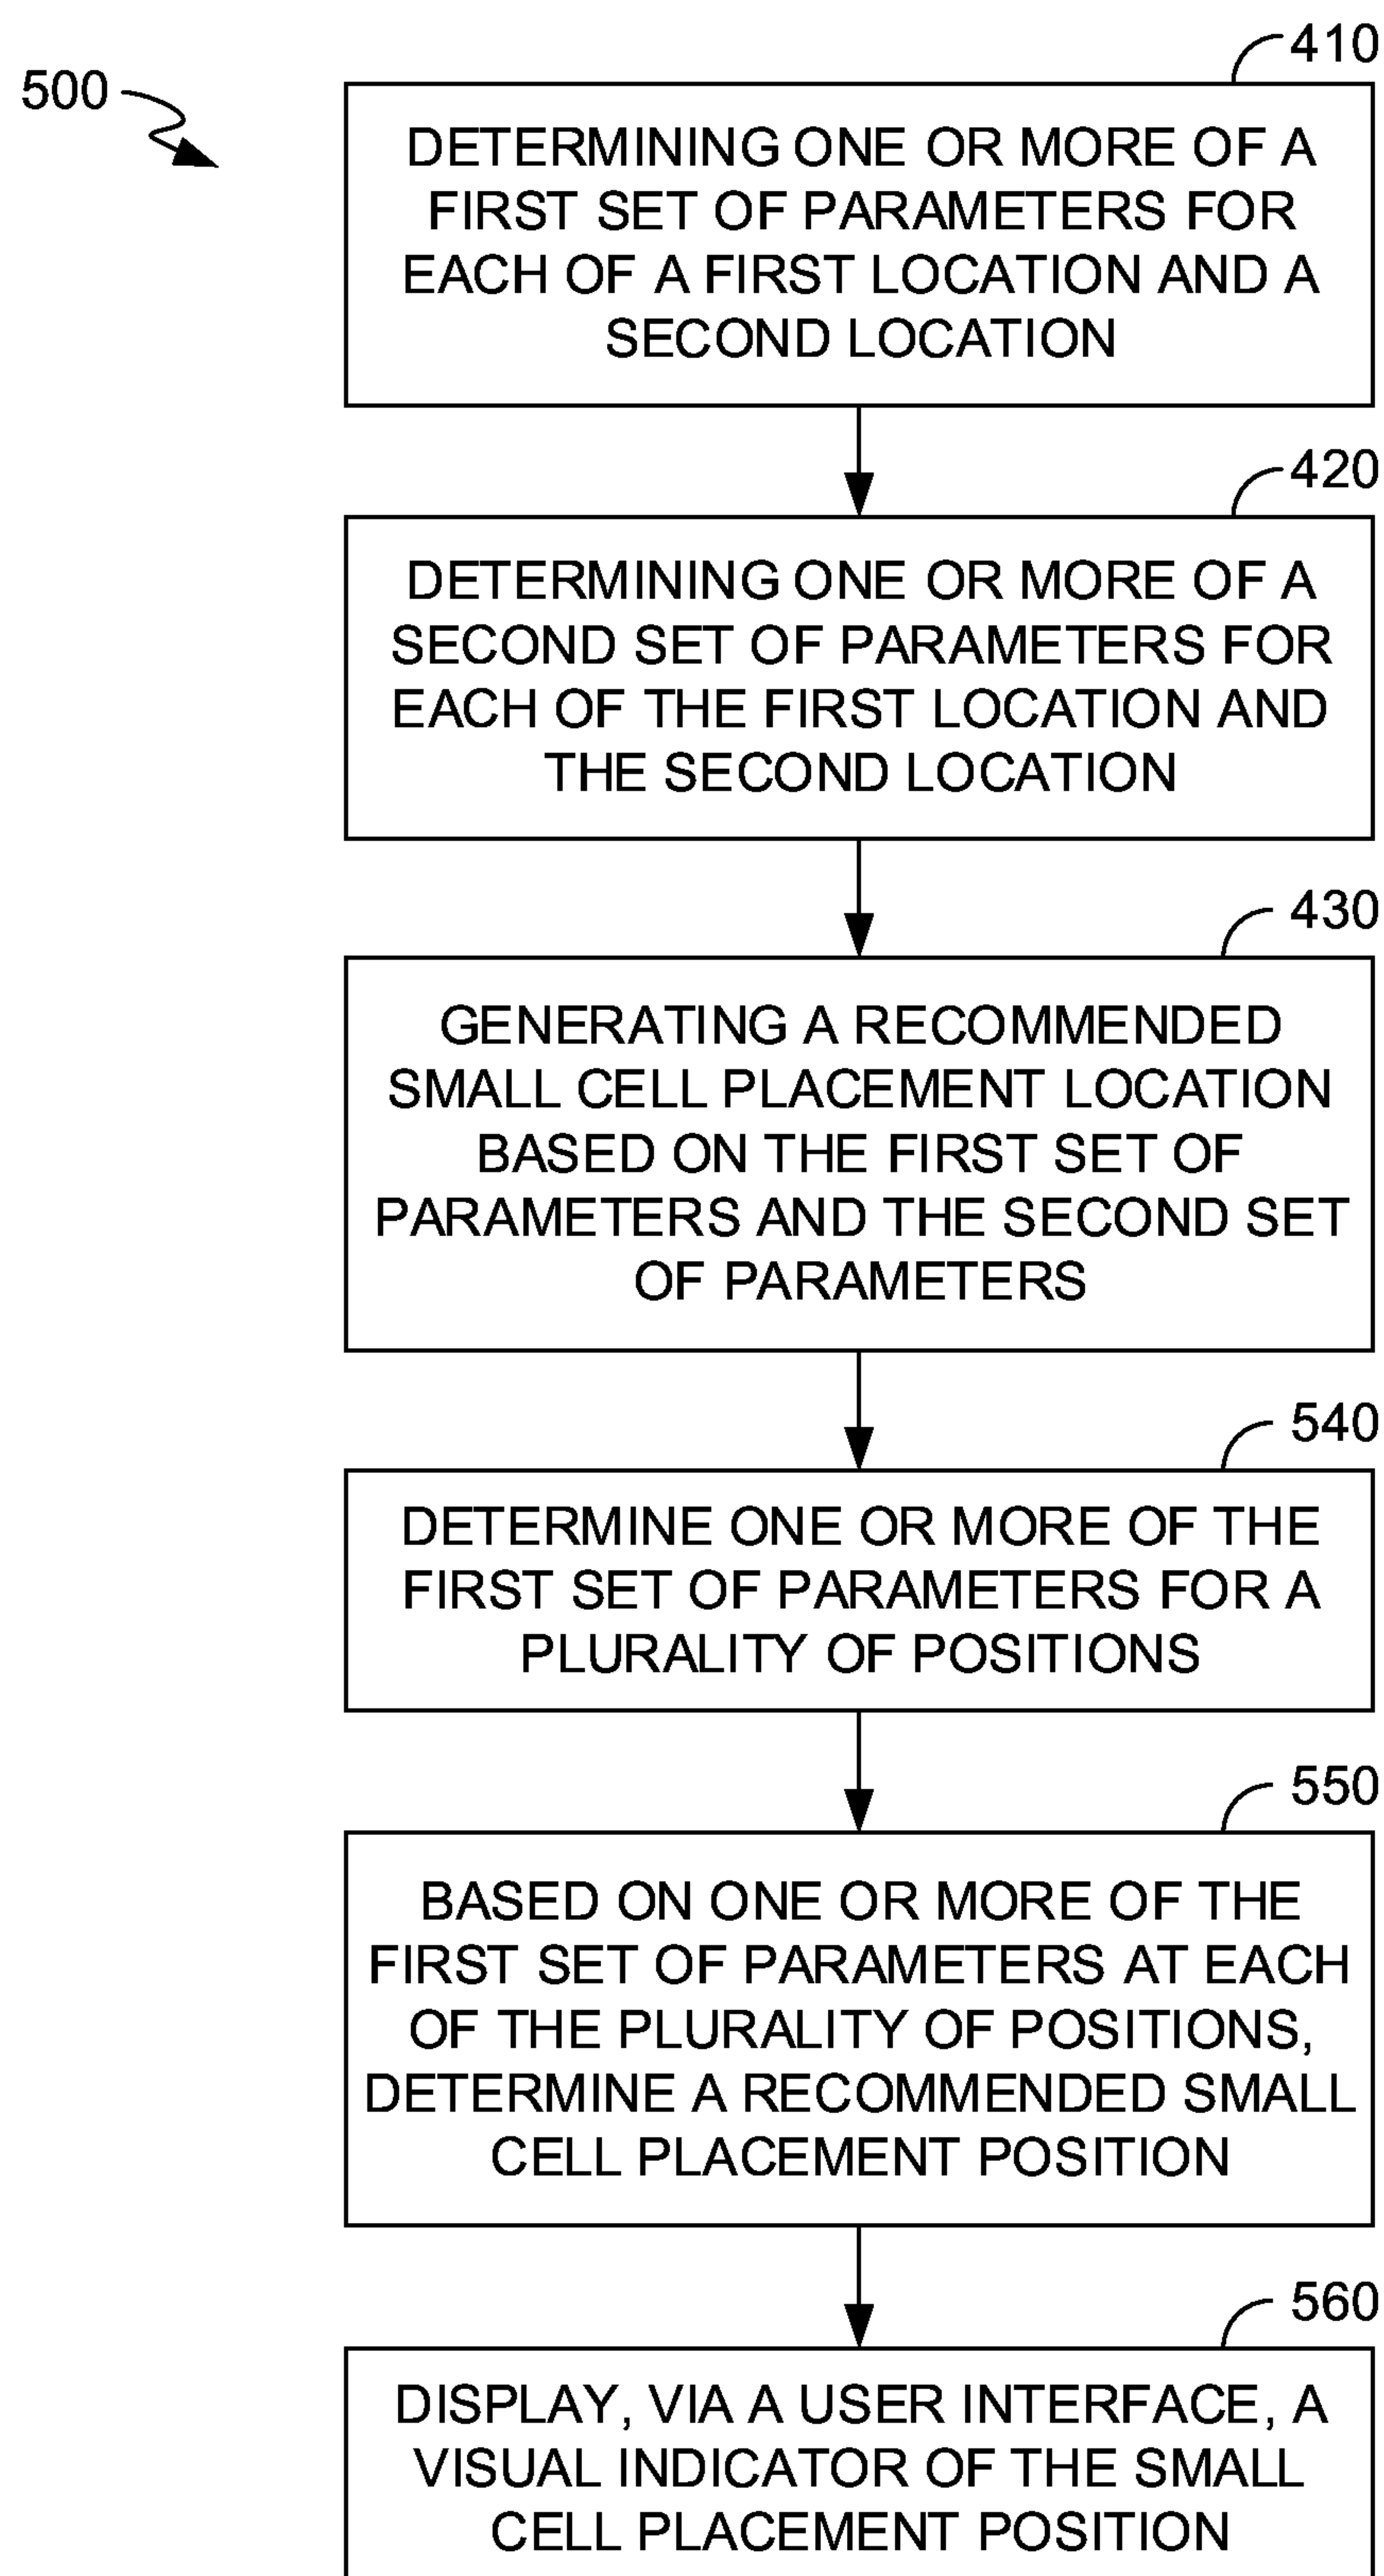 500
410
DETERMINING ONE OR MORE OF A
FIRST SET OF PARAMETERS FOR
EACH OF A FIRST LOCATION AND A
SECOND LOCATION
420
DETERMINING ONE OR MORE OF A
SECOND SET OF PARAMETERS FOR
EACH OF THE FIRST LOCATION AND
THE SECOND LOCATION
430
GENERATING A RECOMMENDED
SMALL CELL PLACEMENT LOCATION
BASED ON THE FIRST SET OF
PARAMETERS AND THE SECOND SET
OF PARAMETERS
540
DETERMINE ONE OR MORE OF THE
FIRST SET OF PARAMETERS FOR A
PLURALITY OF POSITIONS
550
BASED ON ONE OR MORE OF THE
FIRST SET OF PARAMETERS AT EACH
OF THE PLURALITY OF POSITIONS,
DETERMINE A RECOMMENDED SMALL
CELL PLACEMENT POSITION
560
DISPLAY, VIA A USER INTERFACE, A
VISUAL INDICATOR OF THE SMALL
CELL PLACEMENT POSITION